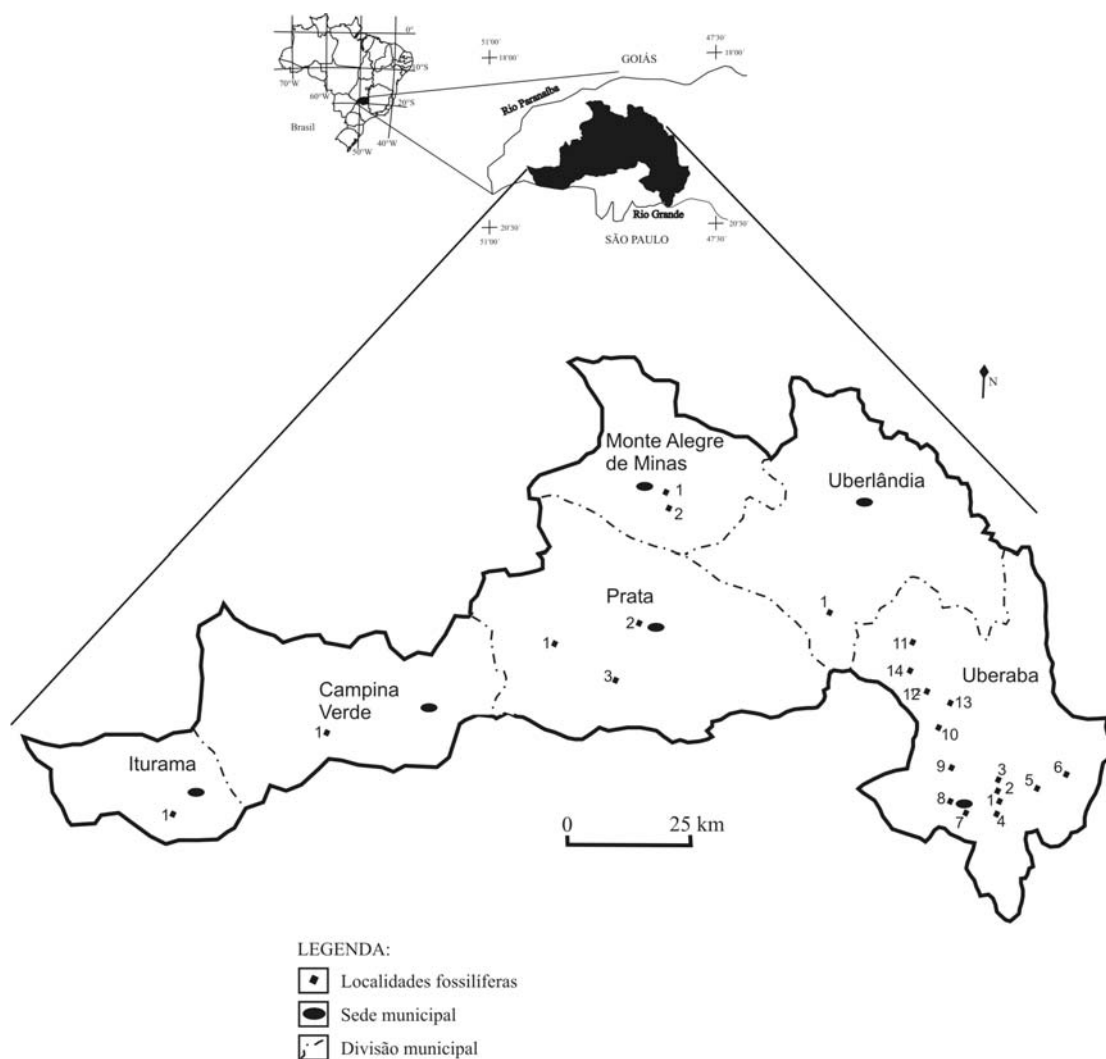 0°
10°S
20°S
70°W
60°W
50°W
40°W
Brasil
51°00'
18°00'
47°30'
18°00'
GOIÁS
Rio Paranaíba
Rio Grande
SÃO PAULO
20°30'
51°00'
20°30'
47°30'
N
Monte Alegre
de Minas
1
2
Uberlândia
1
Prata
2
1
3
Campina
Verde
1
Iturama
1
Uberaba
11
14
12
13
10
9
3
2
5
6
8
1
7
4
0 25 km
LEGENDA:
Localidades fossilíferas
Sede municipal
Divisão municipal